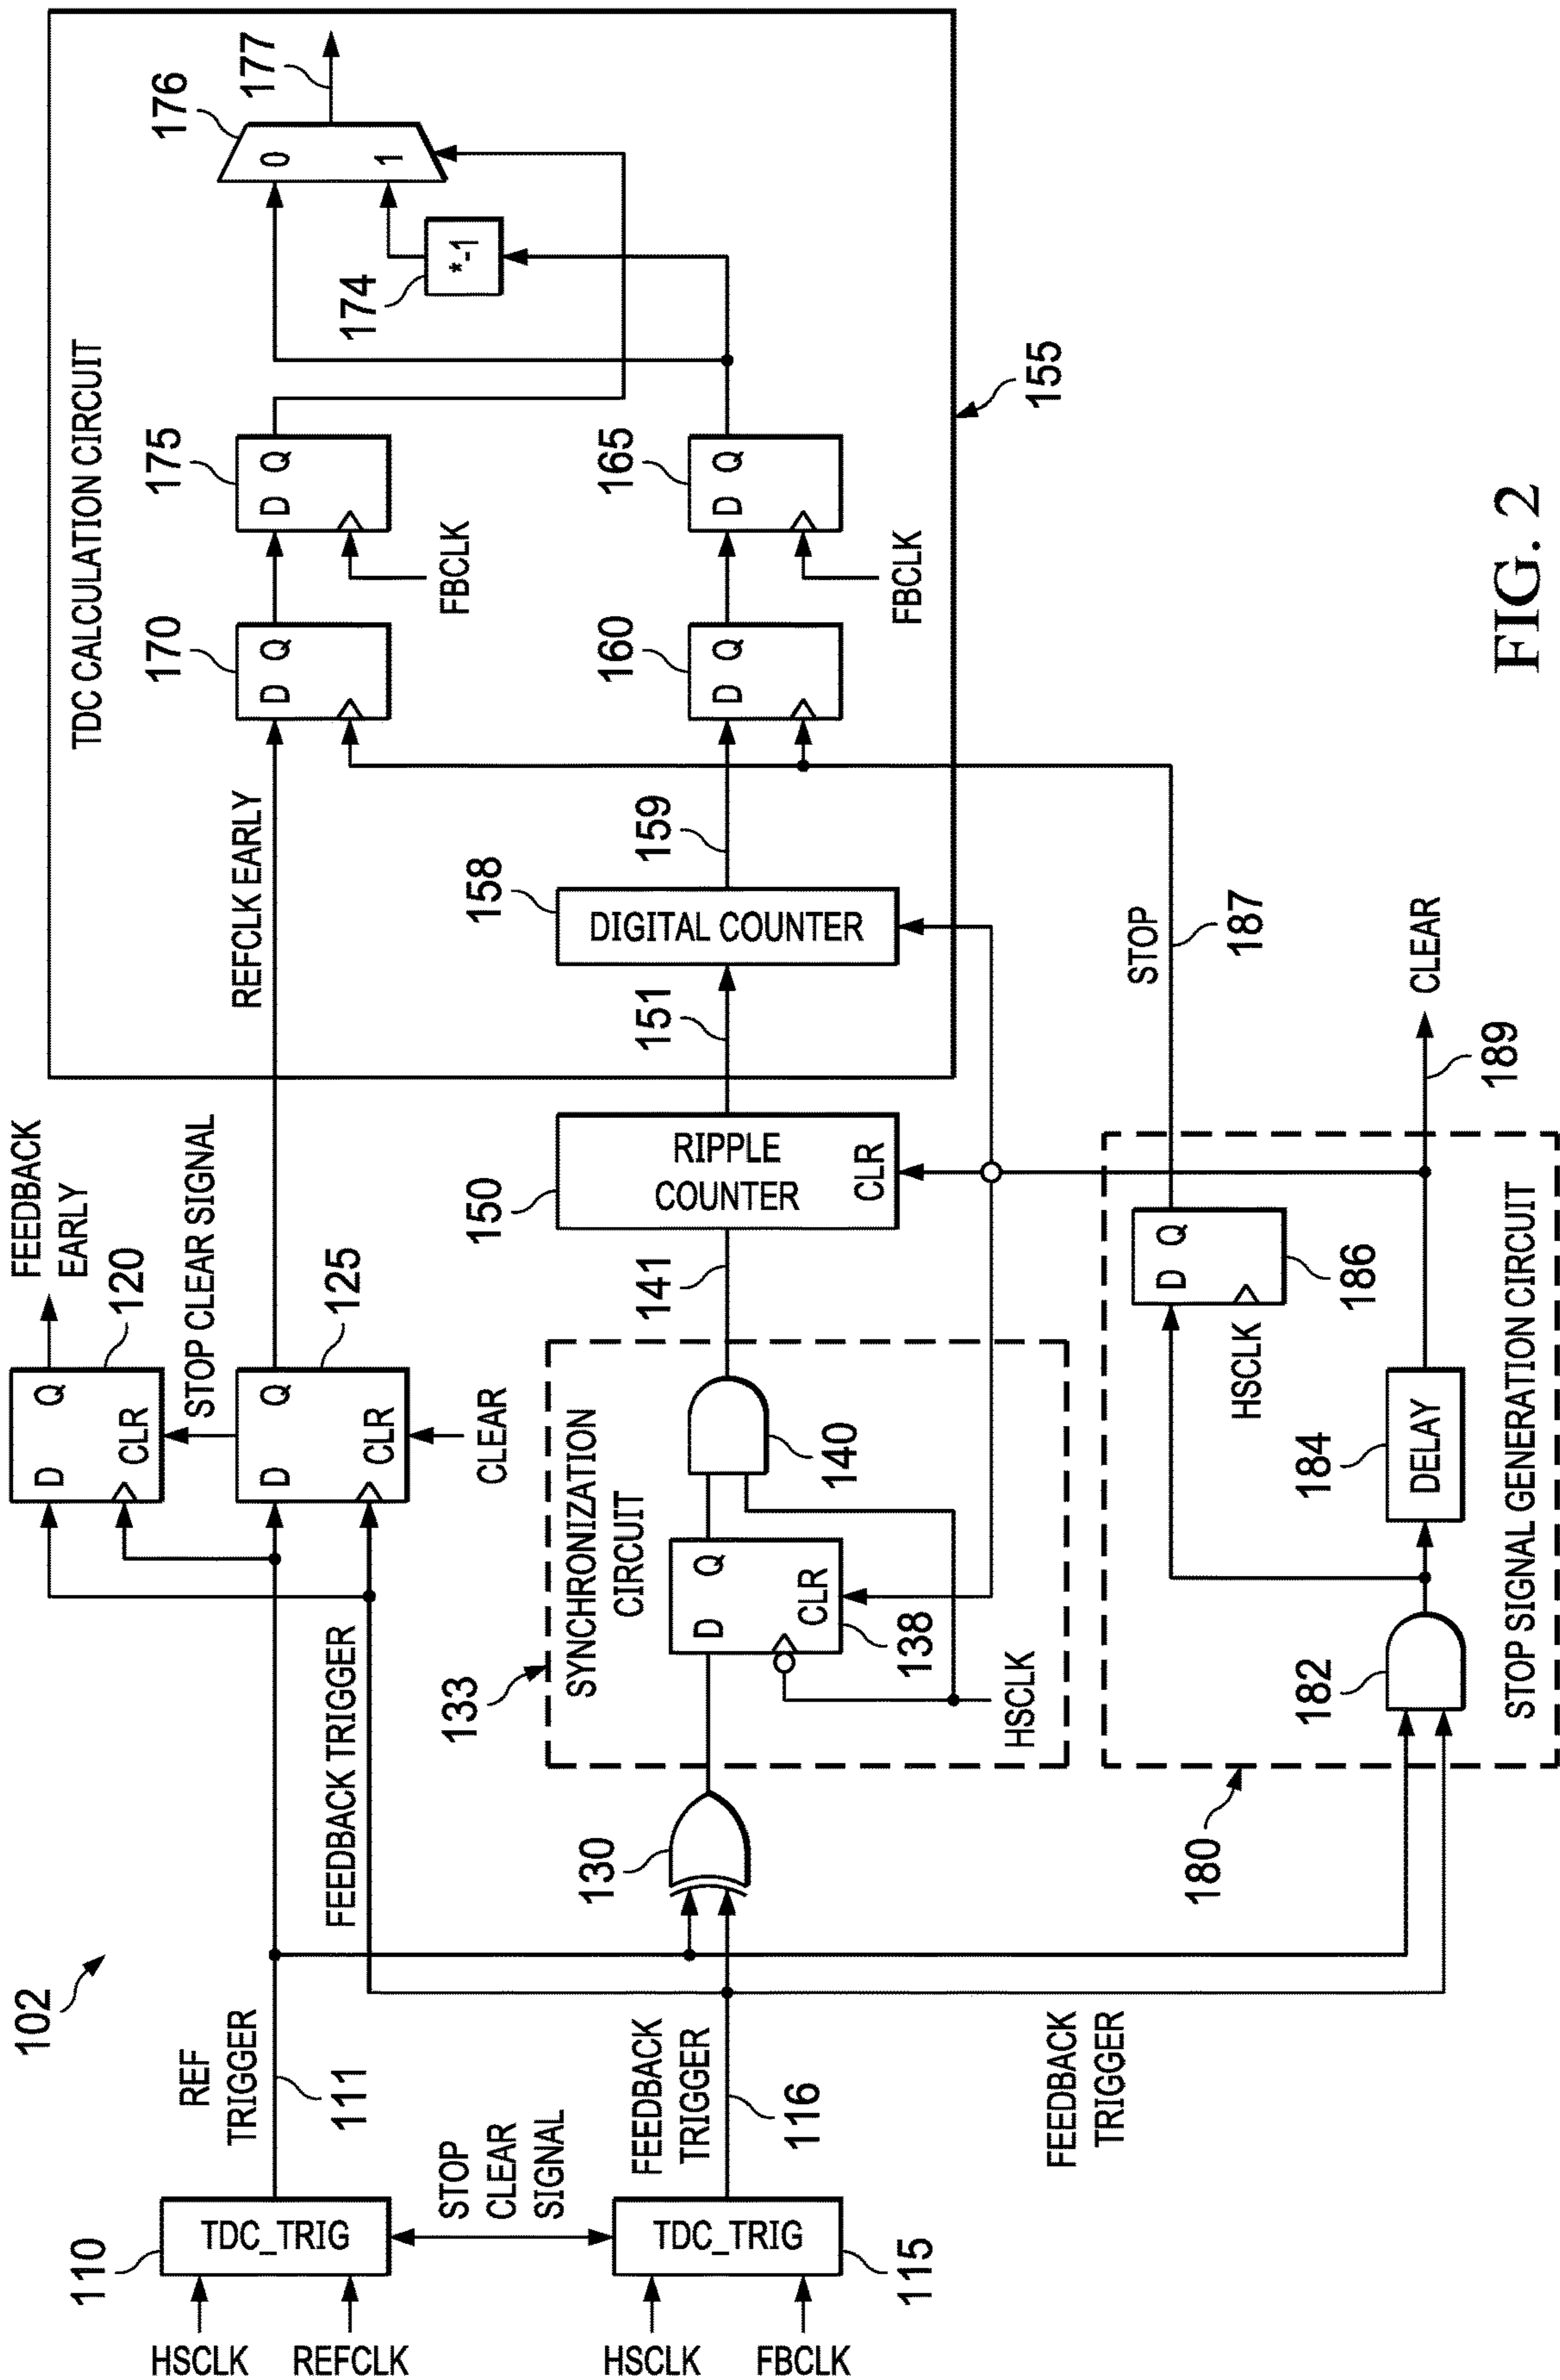 102
HSCLK
REFCLK
110
TDC_TRIG
REF
TRIGGER
111
STOP
CLEAR
SIGNAL
HSCLK
FBCLK
TDC_TRIG
115
FEEDBACK
TRIGGER
116
FEEDBACK TRIGGER
FEEDBACK
TRIGGER
FEEDBACK
EARLY
120
D Q
CLR
STOP CLEAR SIGNAL
125
D Q
CLR
CLEAR
REFCLK EARLY
130
133
SYNCHRONIZATION
CIRCUIT
D Q
CLR
138
HSCLK
140
141
150
RIPPLE
COUNTER
CLR
151
TDC CALCULATION CIRCUIT
155
158
DIGITAL COUNTER
159
160
D Q
165
D Q
FBCLK
170
D Q
175
D Q
FBCLK
174
*-1
176
0
1
177
180
182
184
DELAY
D Q
HSCLK
186
STOP
187
CLEAR
189
STOP SIGNAL GENERATION CIRCUIT
FIG. 2